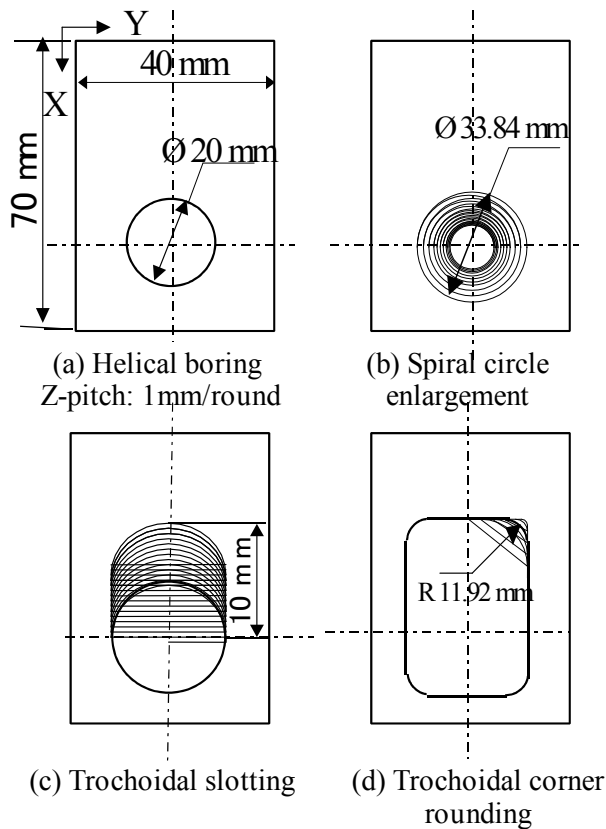 Y
X
40 mm
70 mm
Ø 20 mm
Ø 33.84 mm
(a) Helical boring
Z-pitch: 1mm/round
(b) Spiral circle
enlargement
10 mm
R 11.92 mm
(c) Trochoidal slotting
(d) Trochoidal corner
rounding